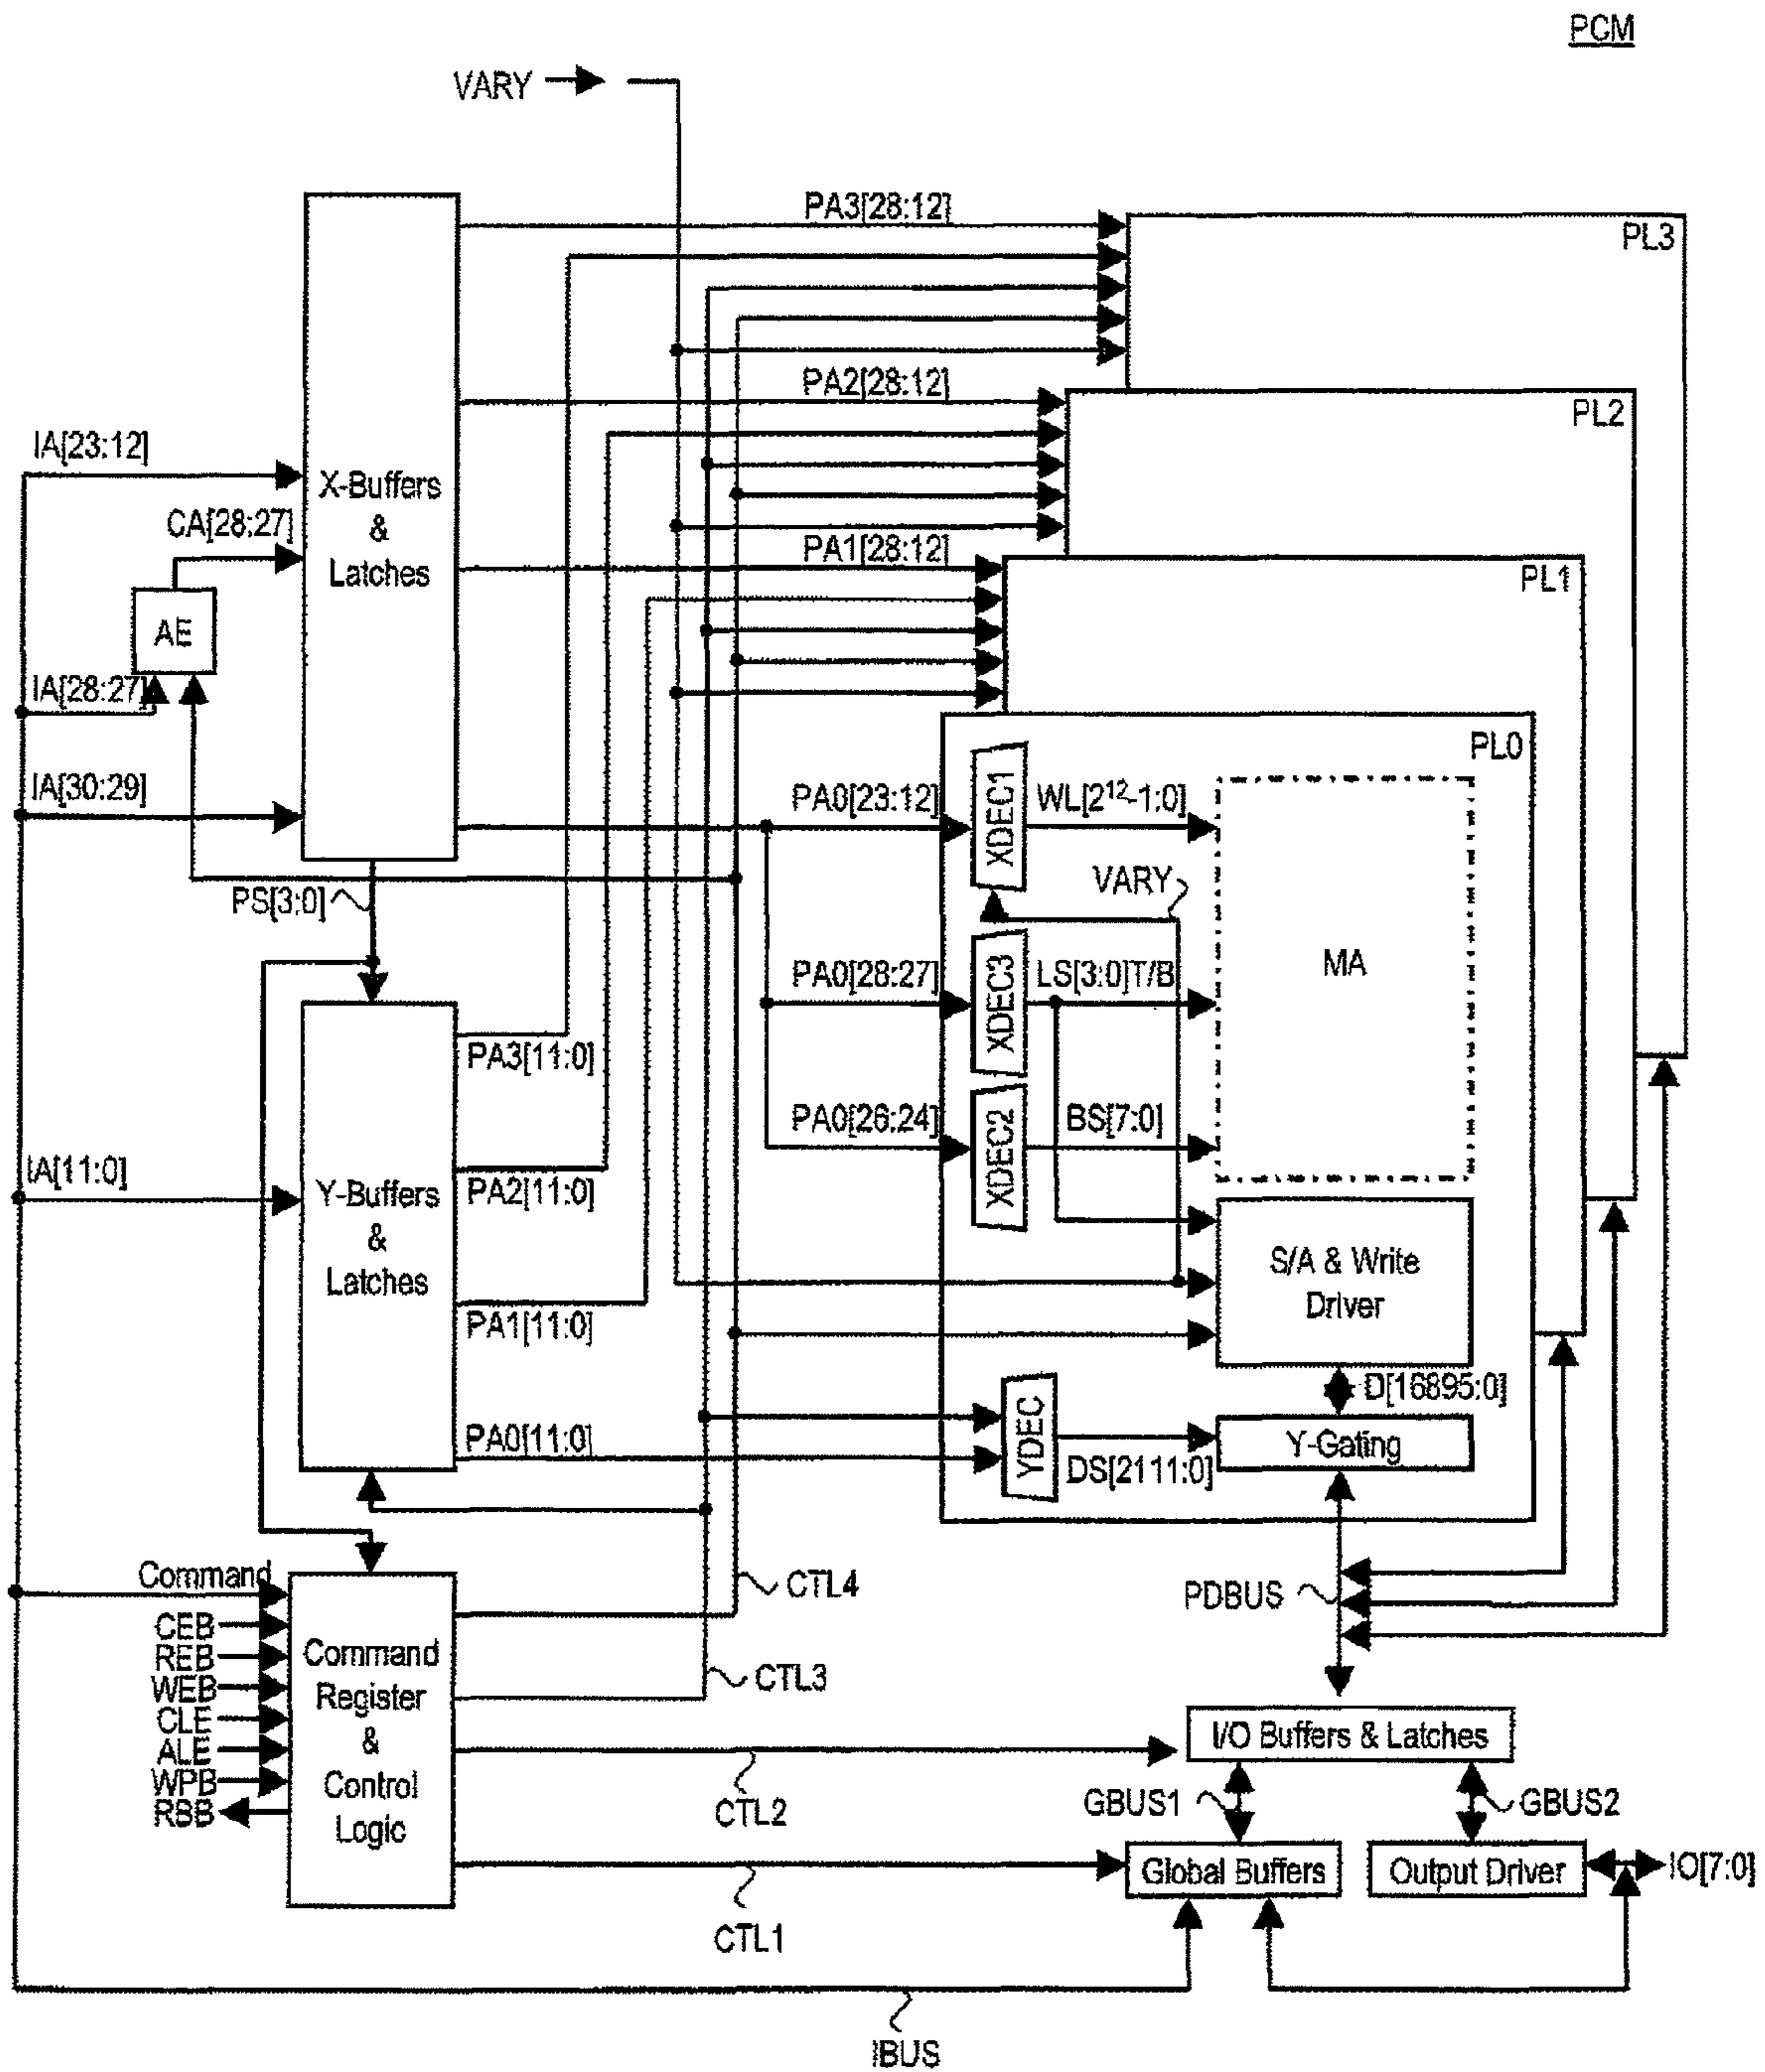 PCM
VARY
PA3[28:12]
PL3
PA2[28:12]
PL2
IA[23:12]
X-Buffers
&
Latches
CA[28:27]
PA1[28:12]
PL1
AE
IA[28:27]
PL0
IA[30:29]
PA0[23:12]
XDEC1
WL[2¹²-1:0]
VARY
PS[3:0]
PA0[28:27]
XDEC3
LS[3:0]T/B
MA
PA3[11:0]
PA0[26:24]
XDEC2
BS[7:0]
IA[11:0]
Y-Buffers
&
Latches
PA2[11:0]
S/A & Write
Driver
PA1[11:0]
D[16895:0]
PA0[11:0]
YDEC
DS[2111:0]
Y-Gating
Command
CEB
REB
WEB
CLE
ALE
WPB
RBB
Command
Register
&
Control
Logic
CTL4
PDBUS
CTL3
I/O Buffers & Latches
CTL2
GBUS1
GBUS2
Global Buffers
Output Driver
IO[7:0]
CTL1
IBUS